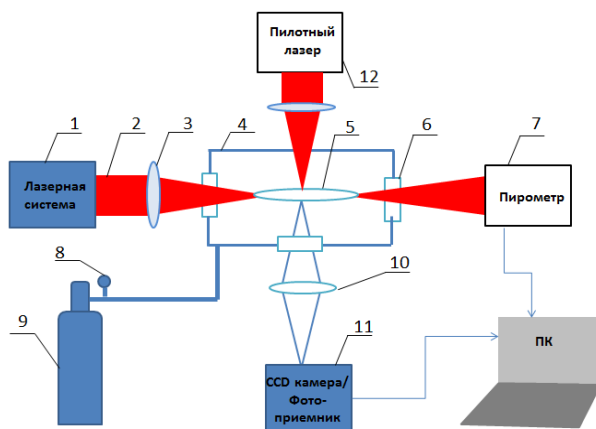 Пилотный
лазер
12
1
2
3
4
5
6
7
Лазерная
система
Пирометр
8
9
10
11
CCD камера/
Фото-
приемник
ПК